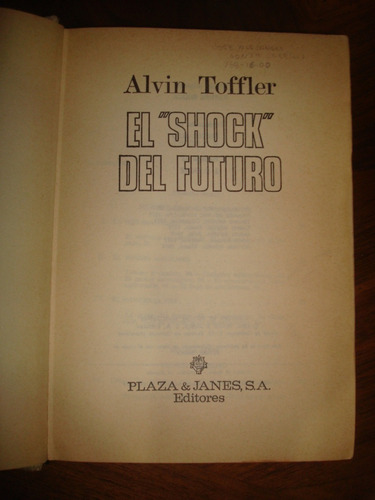 Alvin Toffler
EL "SHOCK"
DEL FUTURO
PLAZA & JANES, S.A.
Editores